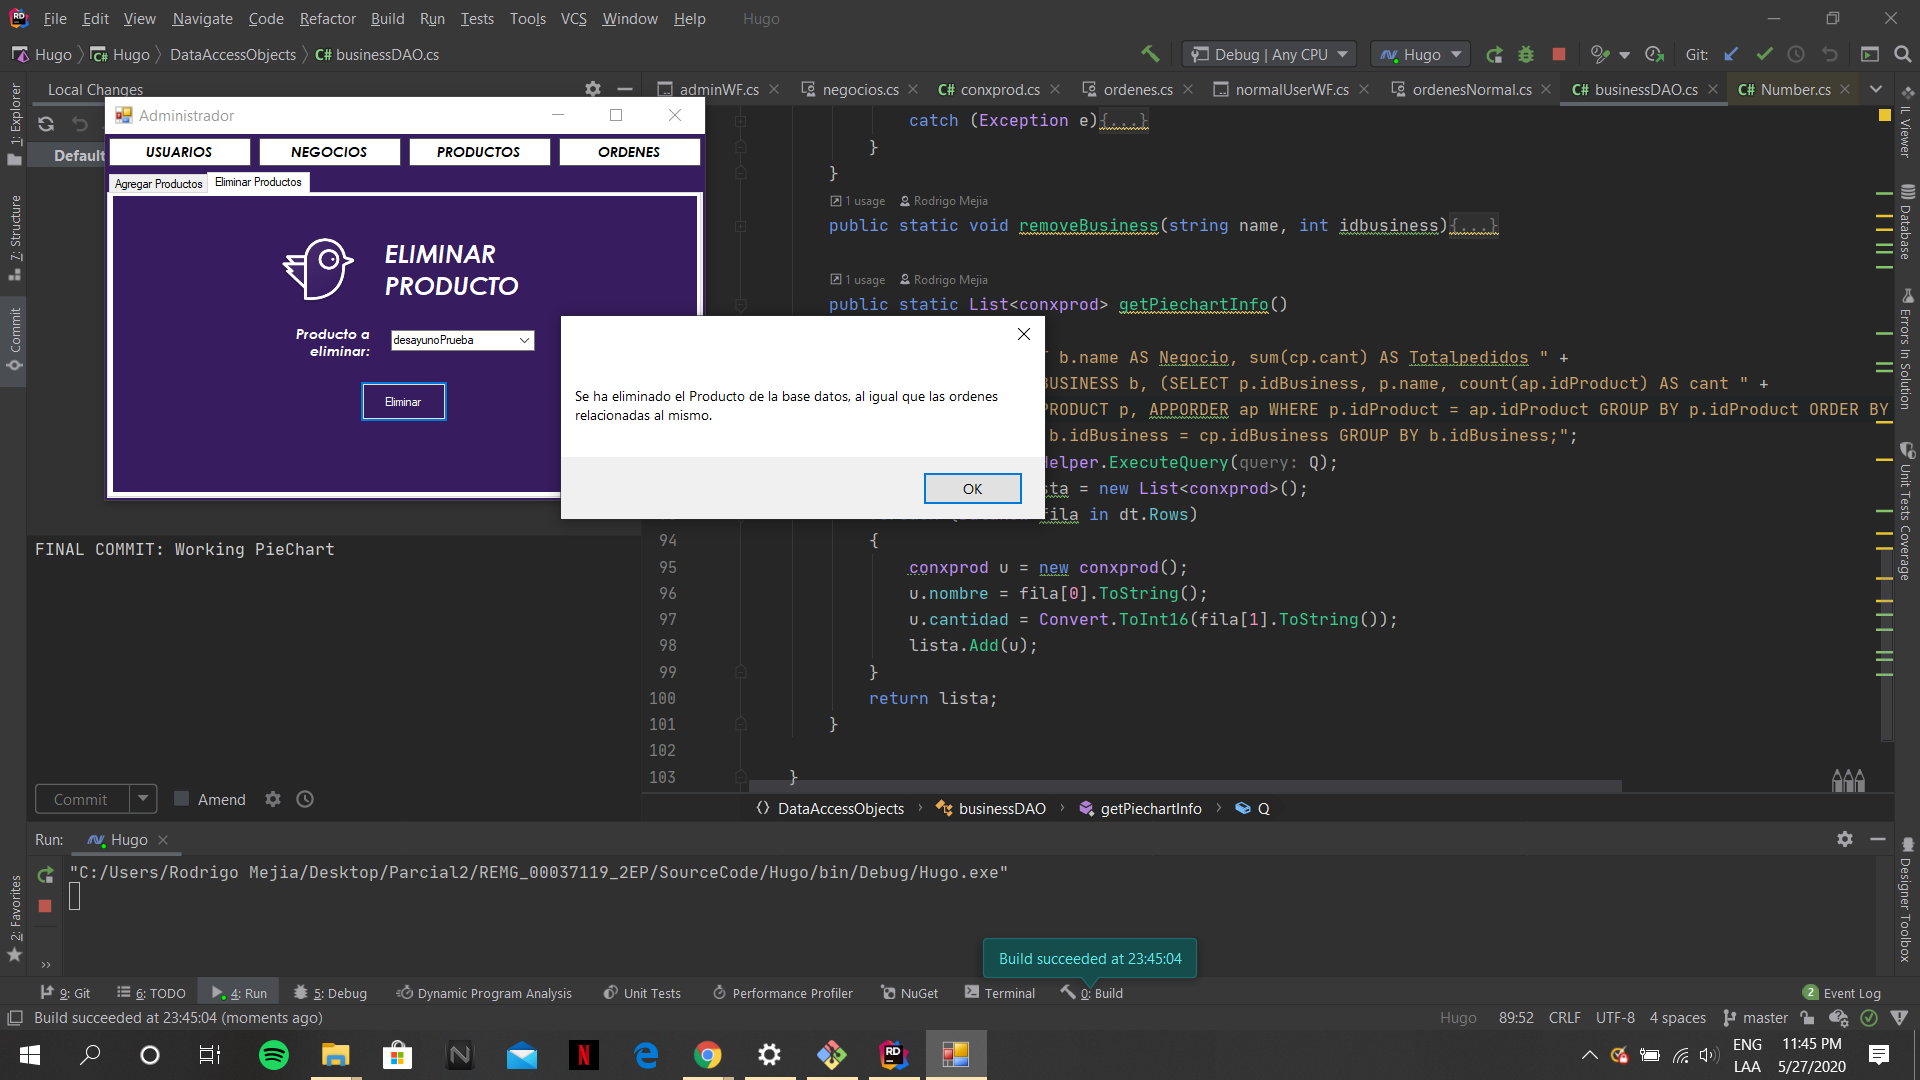 File Edit View Navigate Code Refactor Build Run Tests Tools VCS Window Help Hugo
Hugo Hugo DataAccessObjects C# businessDAO.cs
Debug | Any CPU Hugo Git:
Local Changes
adminWF.cs negocios.cs C# conxprod.cs ordenes.cs normalUserWF.cs ordenesNormal.cs C# businessDAO.cs C# Number.cs
1: Explorer
7: Structure
Commit
2: Favorites
Default
Administrador
USUARIOS NEGOCIOS PRODUCTOS ORDENES
Agregar Productos Eliminar Productos
ELIMINAR
PRODUCTO
Producto a
eliminar:
desayunoPrueba
Eliminar
Se ha eliminado el Producto de la base datos, al igual que las ordenes
relacionadas al mismo.
OK
catch (Exception e){...}
}
}
1 usage Rodrigo Mejia
public static void removeBusiness(string name, int idbusiness){...}
1 usage Rodrigo Mejia
public static List<conxprod> getPiechartInfo()
b.name AS Negocio, sum(cp.cant) AS Totalpedidos " +
BUSINESS b, (SELECT p.idBusiness, p.name, count(ap.idProduct) AS cant " +
PRODUCT p, APPORDER ap WHERE p.idProduct = ap.idProduct GROUP BY p.idProduct ORDER BY
b.idBusiness = cp.idBusiness GROUP BY b.idBusiness;";
Helper.ExecuteQuery(query: Q);
sta = new List<conxprod>();
fila in dt.Rows)
94 {
95 conxprod u = new conxprod();
96 u.nombre = fila[0].ToString();
97 u.cantidad = Convert.ToInt16(fila[1].ToString());
98 lista.Add(u);
99 }
100 return lista;
101 }
102
103 }
IL Viewer
Database
Errors In Solution
Unit Tests Coverage
Designer Toolbox
FINAL COMMIT: Working PieChart
Commit Amend
DataAccessObjects businessDAO getPiechartInfo Q
Run: Hugo
"C:/Users/Rodrigo Mejia/Desktop/Parcial2/REMG_00037119_2EP/SourceCode/Hugo/bin/Debug/Hugo.exe"
Build succeeded at 23:45:04
9: Git 6: TODO 4: Run 5: Debug Dynamic Program Analysis Unit Tests Performance Profiler NuGet Terminal 0: Build 2 Event Log
Build succeeded at 23:45:04 (moments ago) Hugo 89:52 CRLF UTF-8 4 spaces master
ENG 11:45 PM
LAA 5/27/2020